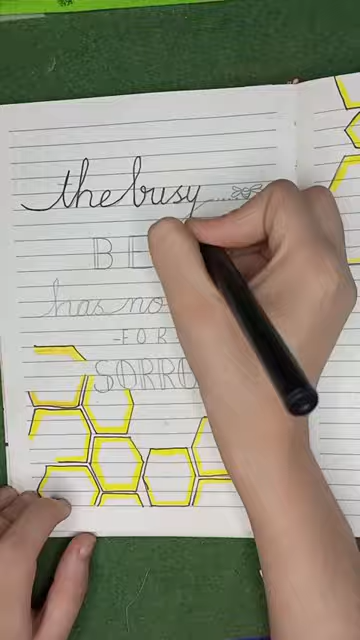 the busy
BE
has no
-FOR
SORRO